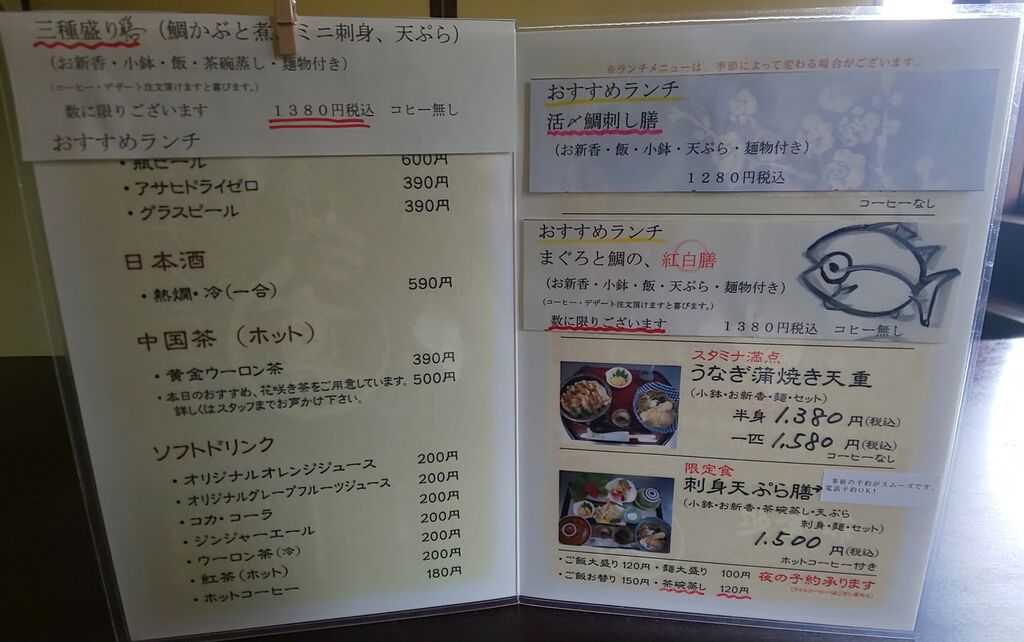 三種盛り膳（鯛かぶと煮、ミニ刺身、天ぷら）
（お新香・小鉢・飯・茶碗蒸し・麺物付き）
（コーヒー・デザート注文頂けますと喜びます。）
数に限りございます　1380円税込　コヒー無し
おすすめランチ
・瓶ビール　600円
・アサヒドライゼロ　390円
・グラスビール　390円
日本酒
・熱燗・冷(一合)　590円
中国茶（ホット）
・黄金ウーロン茶　390円
・本日のおすすめ、花咲き茶をご用意しています。500円
詳しくはスタッフまでお声かけ下さい。
ソフトドリンク
・オリジナルオレンジジュース　200円
・オリジナルグレープフルーツジュース　200円
・コカ・コーラ　200円
・ジンジャーエール　200円
・ウーロン茶(冷)　200円
・紅茶(ホット)　200円
・ホットコーヒー　180円
※ランチメニューは、季節によって変わる場合がございます。
おすすめランチ
活〆鯛刺し膳
（お新香・飯・小鉢・天ぷら・麺物付き）
1280円税込
コーヒーなし
おすすめランチ
まぐろと鯛の、紅白膳
（お新香・小鉢・飯・天ぷら・麺物付き）
（コーヒー・デザート注文頂けますと喜びます。）
数に限りございます　1380円税込　コヒー無し
スタミナ満点
うなぎ蒲焼き天重
(小鉢・お新香・麺・セット)
半身 1.380 円(税込)
一匹 1.580 円(税込)
コーヒーなし
限定食
刺身天ぷら膳→
事前の予約がスムーズです。
電話予約OK！
(小鉢・お新香・茶碗蒸し・天ぷら
刺身・麺・セット)
1.500 円(税込)
ホットコーヒー付き
・ご飯大盛り120円・麺大盛り　100円
・ご飯お替り 150円・茶碗蒸し　120円
夜の予約承ります
(アイスコーヒーはございません)